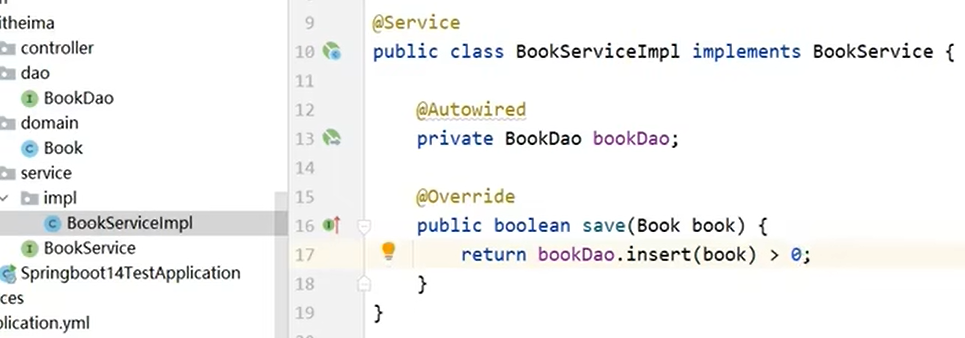 itheima
controller
dao
BookDao
domain
Book
service
impl
BookServiceImpl
BookService
Springboot14TestApplication
ces
plication.yml
9 @Service
10 public class BookServiceImpl implements BookService {
11
12 @Autowired
13 private BookDao bookDao;
14
15 @Override
16 public boolean save(Book book) {
17 return bookDao.insert(book) > 0;
18 }
19 }